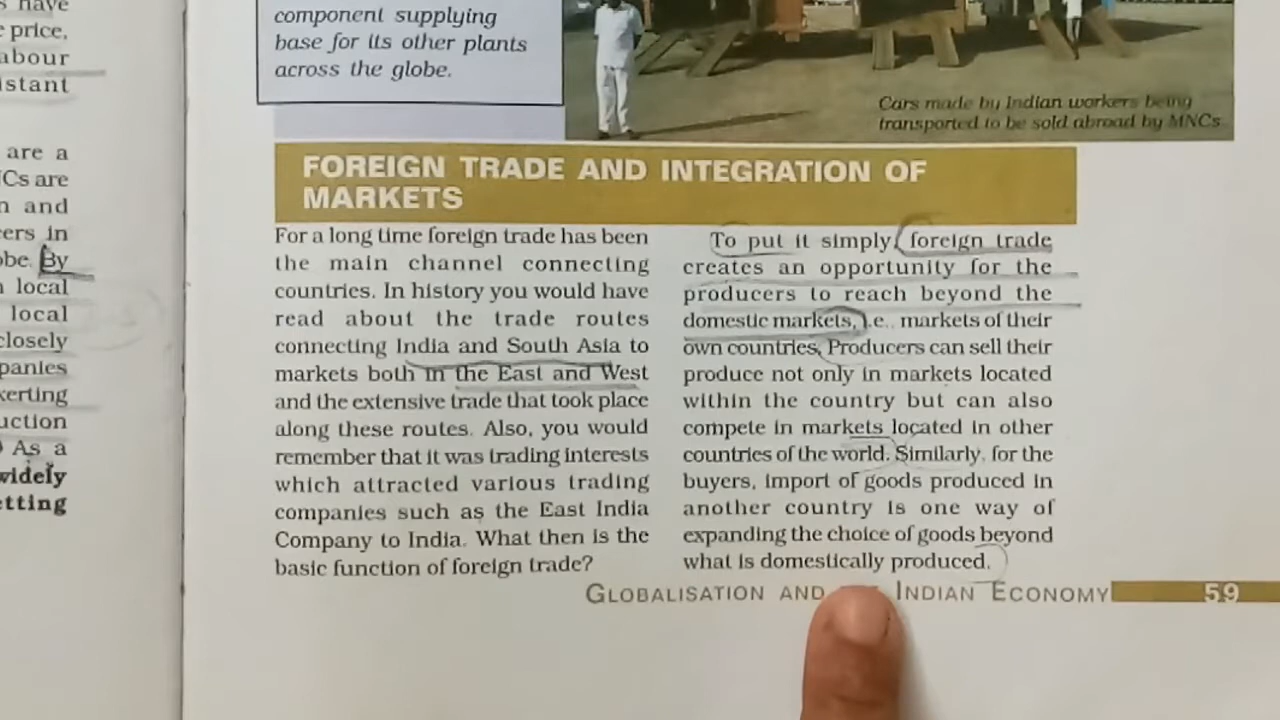 s have
price,
abour
istant
are a
Cs are
n and
ers in
obe. By
local
local
closely
panies
xerting
uction
As a
widely
etting
component supplying
base for its other plants
across the globe.
Cars made by Indian workers being
transported to be sold abroad by MNCs
FOREIGN TRADE AND INTEGRATION OF
MARKETS
For a long time foreign trade has been
the main channel connecting
countries. In history you would have
read about the trade routes
connecting India and South Asia to
markets both in the East and West
and the extensive trade that took place
along these routes. Also, you would
remember that it was trading interests
which attracted various trading
companies such as the East India
Company to India. What then is the
basic function of foreign trade?
To put it simply, foreign trade
creates an opportunity for the
producers to reach beyond the
domestic markets, i.e., markets of their
own countries. Producers can sell their
produce not only in markets located
within the country but can also
compete in markets located in other
countries of the world. Similarly, for the
buyers, import of goods produced in
another country is one way of
expanding the choice of goods beyond
what is domestically produced.
GLOBALISATION AND INDIAN ECONOMY 59